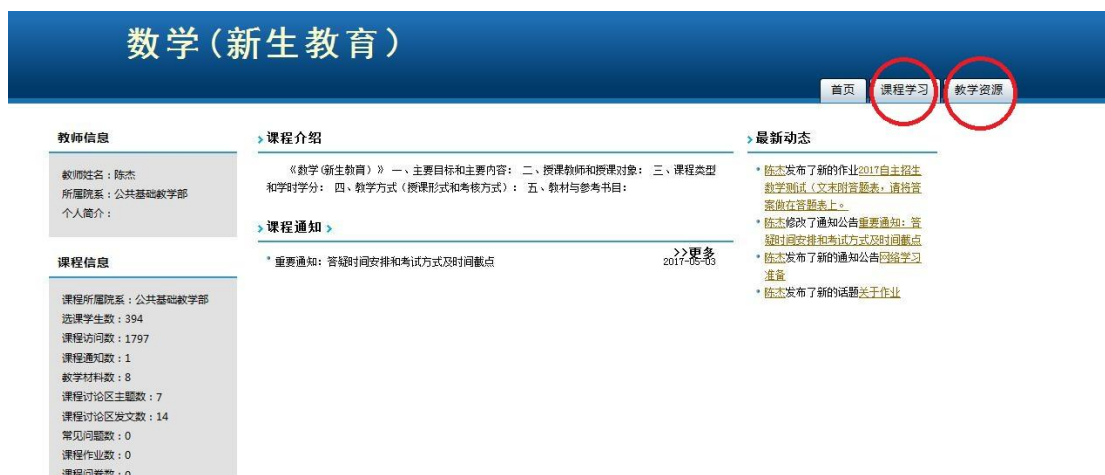 数学(新生教育)
首页
课程学习
教学资源
教师信息
教师姓名：陈杰
所属院系：公共基础教学部
个人简介：
课程信息
课程所属院系：公共基础教学部
选课学生数：394
课程访问数：1797
课程通知数：1
教学材料数：8
课程讨论区主题数：7
课程讨论区发文数：14
常见问题数：0
课程作业数：0
课程问卷数：0
课程介绍
《数学(新生教育)》 一、主要目标和主要内容： 二、授课教师和授课对象： 三、课程类型
和学时学分： 四、教学方式（授课形式和考核方式）： 五、教材与参考书目：
课程通知
>>更多
重要通知：答疑时间安排和考试方式及时间截点
2017-05-03
最新动态
陈杰发布了新的作业2017自主招生
数学测试（文末附答题表，请将答
案做在答题表上。
陈杰修改了通知公告重要通知：答
疑时间安排和考试方式及时间截点
陈杰发布了新的通知公告网络学习
准备
陈杰发布了新的话题关于作业